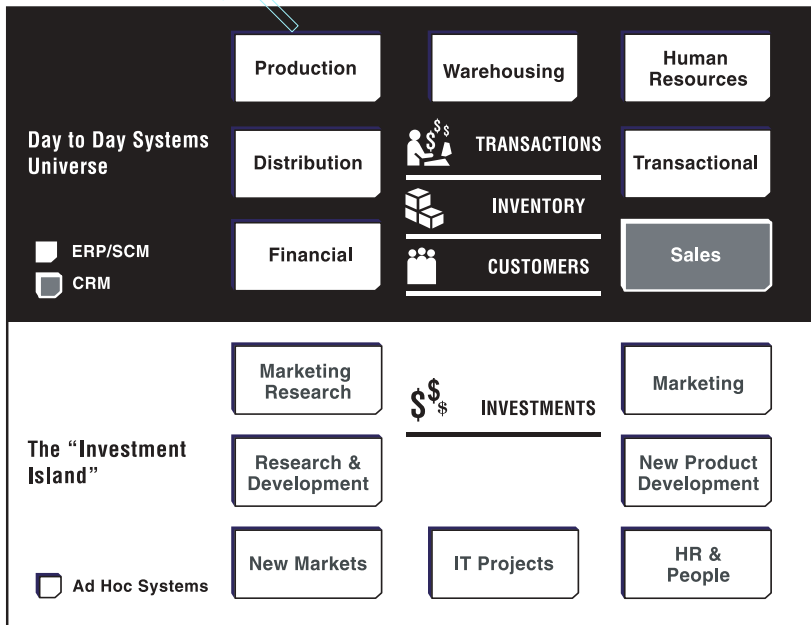 Production
Warehousing
Human
Resources
Day to Day Systems
Universe
Distribution
$$$
TRANSACTIONS
Transactional
INVENTORY
ERP/SCM
CRM
Financial
CUSTOMERS
Sales
Marketing
Research
$$$
INVESTMENTS
Marketing
The “Investment
Island”
Research &
Development
New Product
Development
New Markets
IT Projects
HR &
People
Ad Hoc Systems